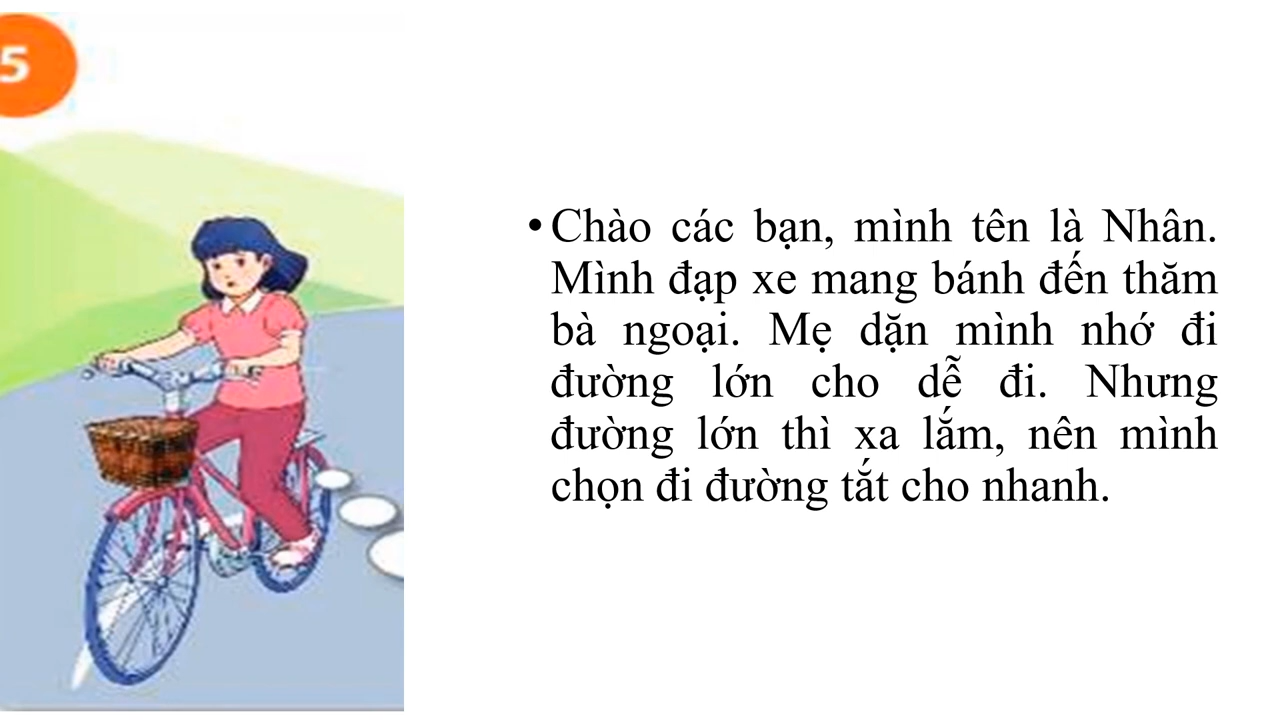 5
• Chào các bạn, mình tên là Nhân.
Mình đạp xe mang bánh đến thăm
bà ngoại. Mẹ dặn mình nhớ đi
đường lớn cho dễ đi. Nhưng
đường lớn thì xa lắm, nên mình
chọn đi đường tắt cho nhanh.